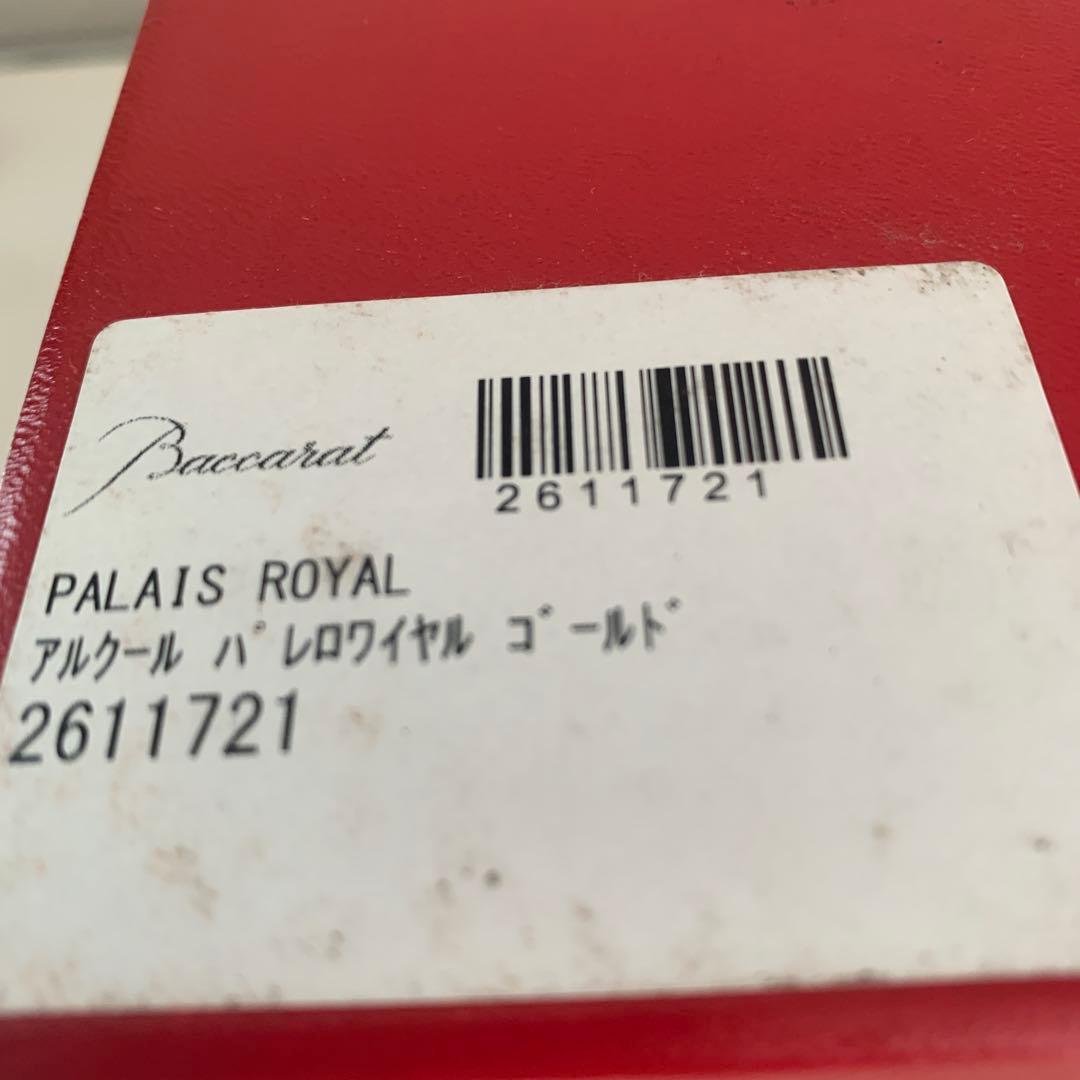 Baccarat
2611721
PALAIS ROYAL
アルクール パレロワイヤル ゴールド
2611721